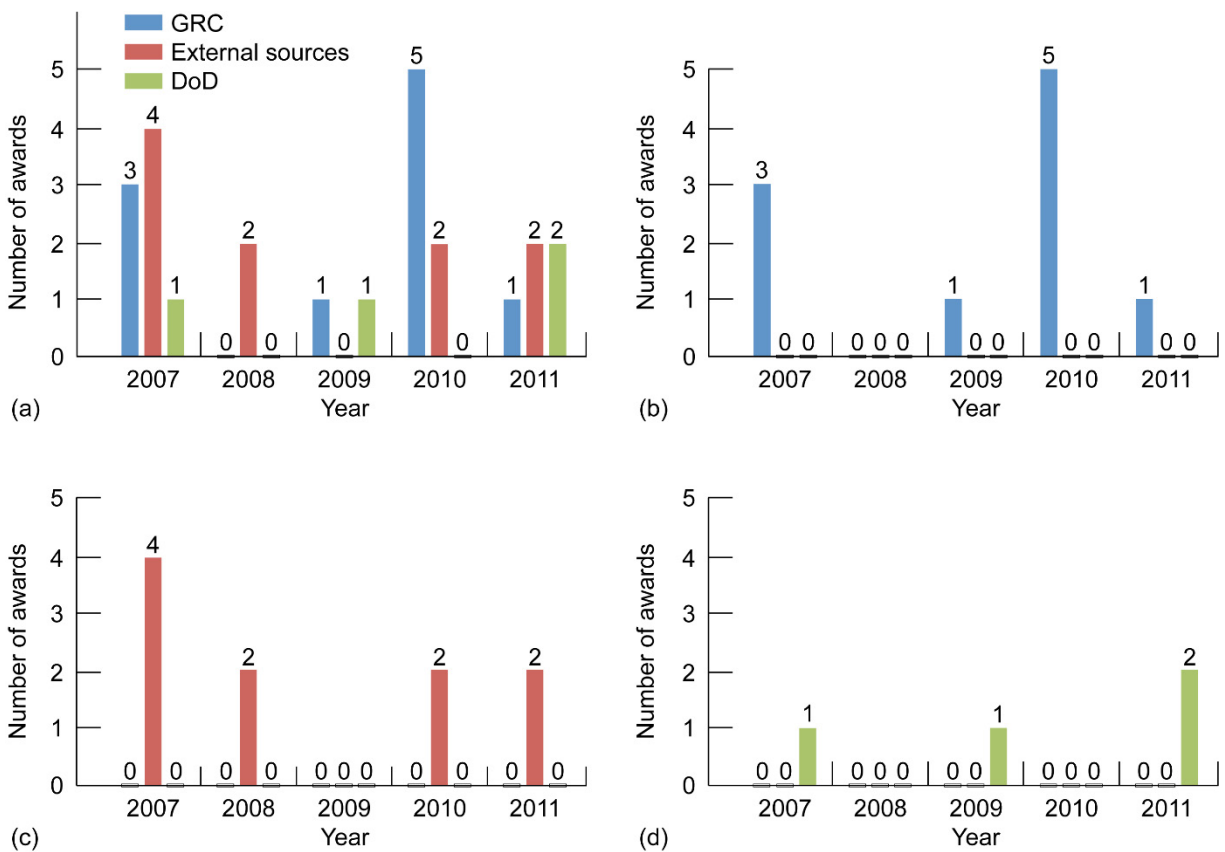 GRC
External sources
DoD
Number of awards
5
4
3
2
1
0
3 4 1
0 2 0
1 0 1
5 2 0
1 2 2
2007 2008 2009 2010 2011
Year
(a)
Number of awards
5
4
3
2
1
0
3 0 0
0 0 0
1 0 0
5 0 0
1 0 0
2007 2008 2009 2010 2011
Year
(b)
Number of awards
5
4
3
2
1
0
0 4 0
0 2 0
0 0 0
0 2 0
0 2 0
2007 2008 2009 2010 2011
Year
(c)
Number of awards
5
4
3
2
1
0
0 0 1
0 0 0
0 0 1
0 0 0
0 0 2
2007 2008 2009 2010 2011
Year
(d)